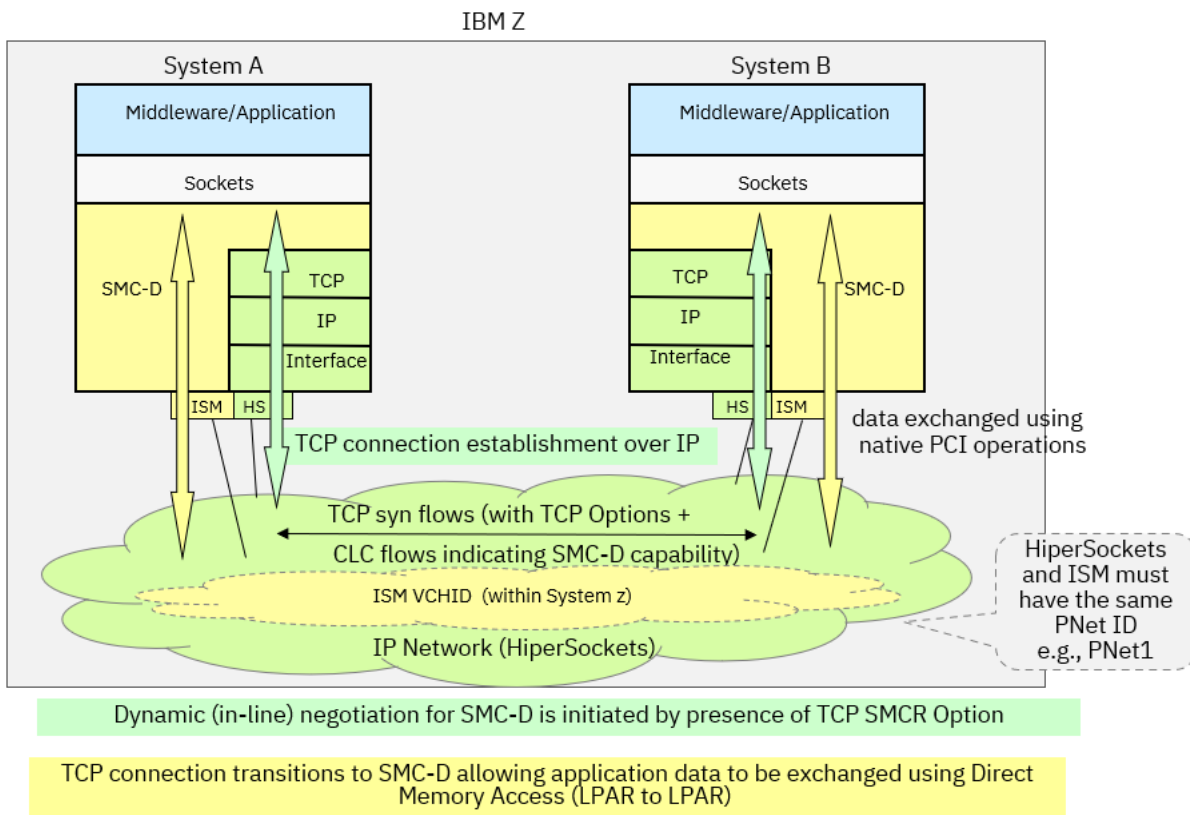 IBM Z
System A
System B
Middleware/Application
Middleware/Application
Sockets
Sockets
SMC-D
TCP
IP
Interface
TCP
IP
Interface
SMC-D
ISM
HS
HS
ISM
data exchanged using
native PCI operations
TCP connection establishment over IP
TCP syn flows (with TCP Options +
CLC flows indicating SMC-D capability)
ISM VCHID (within System z)
IP Network (HiperSockets)
HiperSockets
and ISM must
have the same
PNet ID
e.g., PNet1
Dynamic (in-line) negotiation for SMC-D is initiated by presence of TCP SMCR Option
TCP connection transitions to SMC-D allowing application data to be exchanged using Direct
Memory Access (LPAR to LPAR)